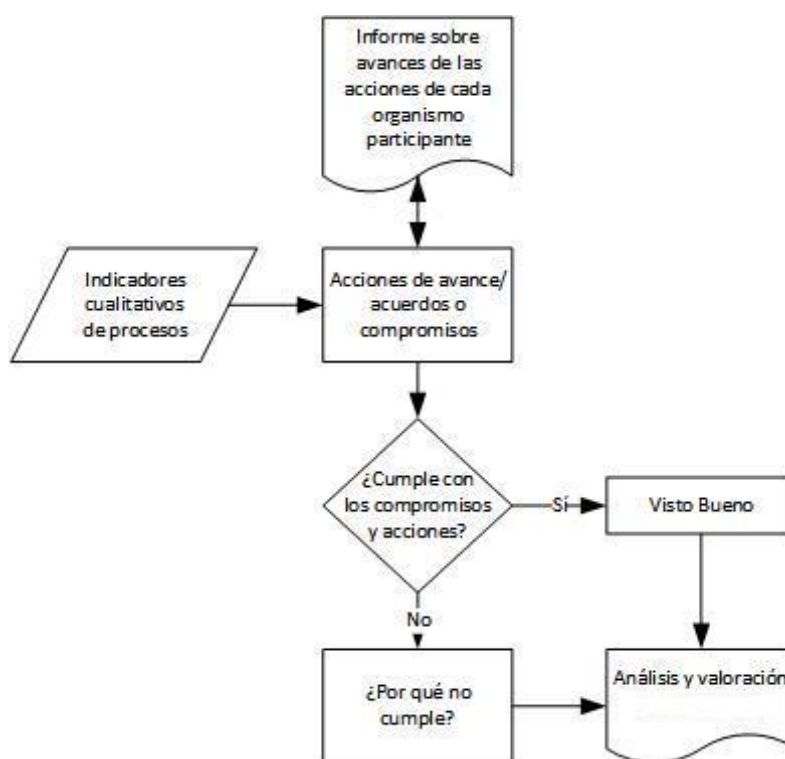 Informe sobre
avances de las
acciones de cada
organismo
participante
Indicadores
cualitativos
de procesos
Acciones de avance/
acuerdos o
compromisos
¿Cumple con
los compromisos
y acciones?
Sí
Visto Bueno
No
¿Por qué no
cumple?
Análisis y valoración